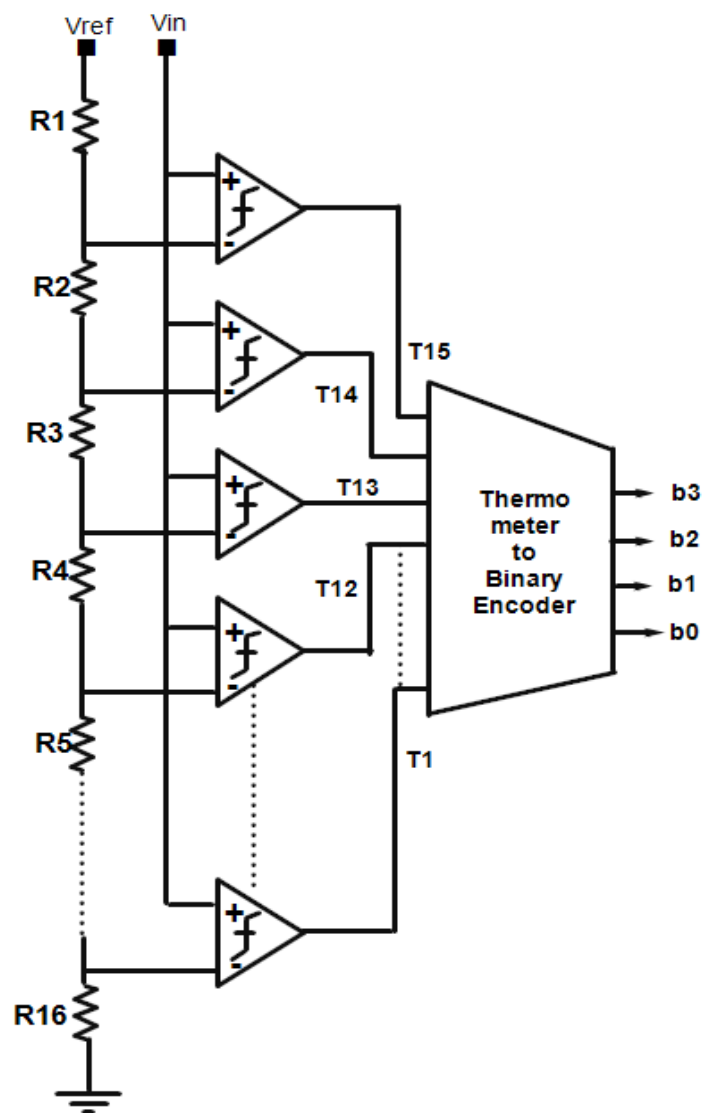 Vref Vin
R1
+
-
R2
+
-
T15
T14
R3
+
-
T13
Thermo
meter
to
Binary
Encoder
b3
b2
b1
b0
R4
T12
+
-
R5
T1
+
-
R16